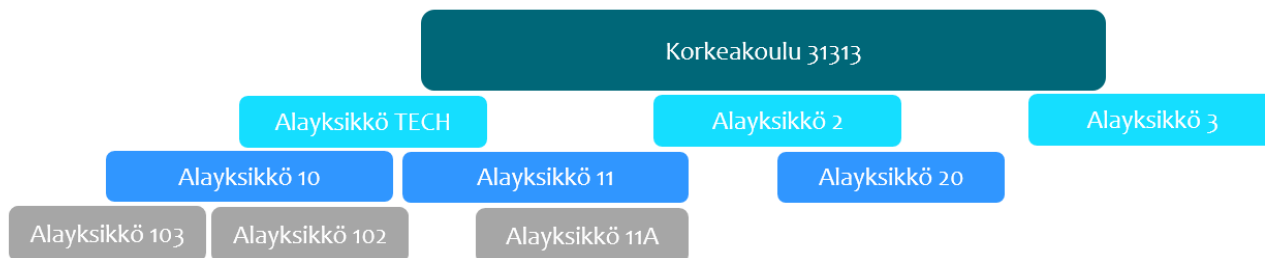 Korkeakoulu 31313
Alayksikkö TECH
Alayksikkö 2
Alayksikkö 3
Alayksikkö 10
Alayksikkö 11
Alayksikkö 20
Alayksikkö 103
Alayksikkö 102
Alayksikkö 11A